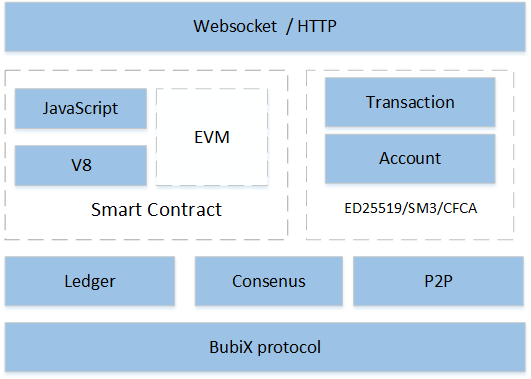 Websocket / HTTP
JavaScript
V8
EVM
Smart Contract
Transaction
Account
ED25519/SM3/CFCA
Ledger
Consenus
P2P
BubiX protocol